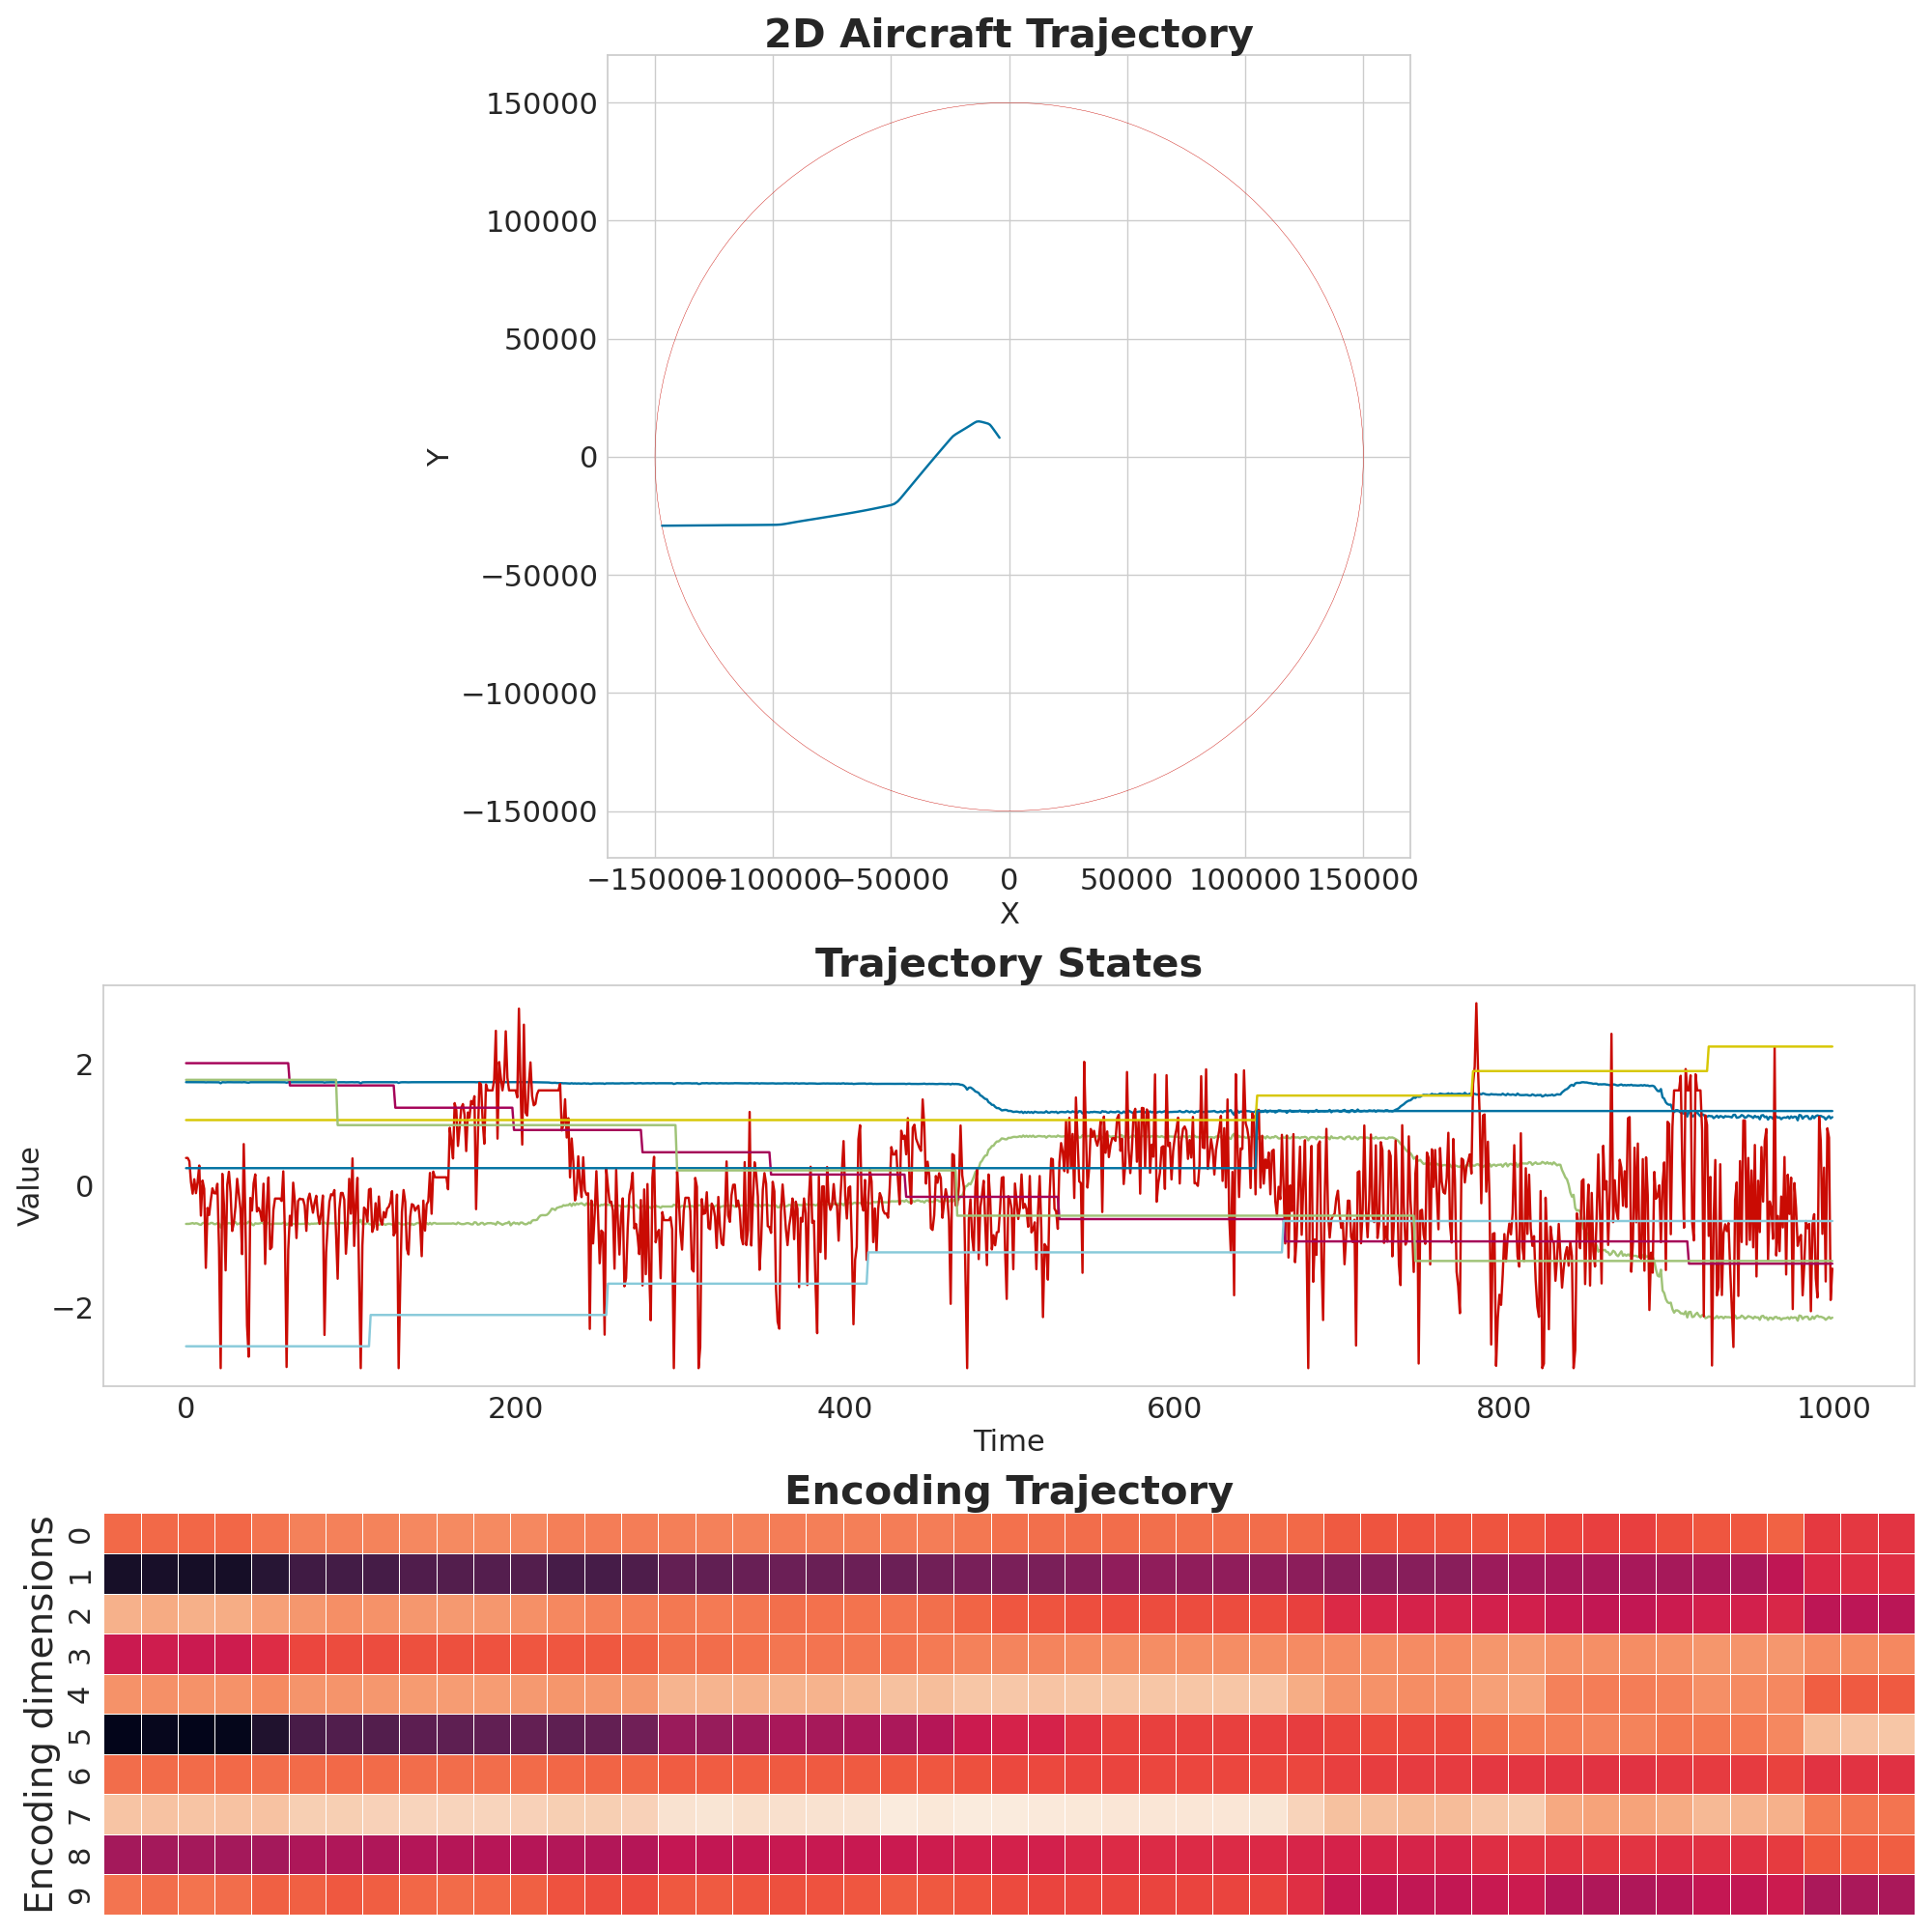 2D Aircraft Trajectory
150000
100000
50000
0
−50000
−100000
−150000
Y
−150000 −100000 −50000 0 50000 100000 150000
X
Trajectory States
2
0
−2
Value
0 200 400 600 800 1000
Time
Encoding Trajectory
0
1
2
3
4
5
6
7
8
9
Encoding dimensions